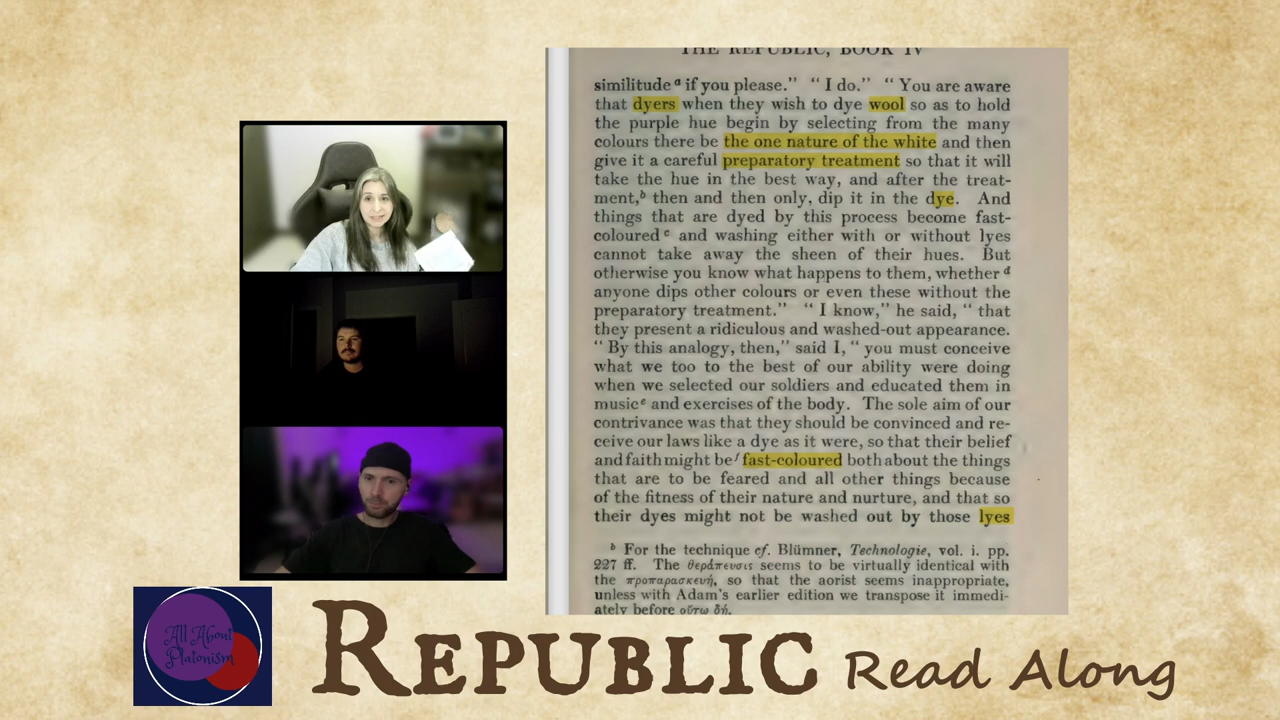 THE REPUBLIC, BOOK IV
similitude ᵃ if you please.” “ I do.” “ You are aware
that dyers when they wish to dye wool so as to hold
the purple hue begin by selecting from the many
colours there be the one nature of the white and then
give it a careful preparatory treatment so that it will
take the hue in the best way, and after the treat-
ment,ᵇ then and then only, dip it in the dye. And
things that are dyed by this process become fast-
coloured ᶜ and washing either with or without lyes
cannot take away the sheen of their hues. But
otherwise you know what happens to them, whether ᵈ
anyone dips other colours or even these without the
preparatory treatment.” “ I know,” he said, “ that
they present a ridiculous and washed-out appearance.
“ By this analogy, then,” said I, “ you must conceive
what we too to the best of our ability were doing
when we selected our soldiers and educated them in
music ᵉ and exercises of the body. The sole aim of our
contrivance was that they should be convinced and re-
ceive our laws like a dye as it were, so that their belief
and faith might be ᶠ fast-coloured both about the things
that are to be feared and all other things because
of the fitness of their nature and nurture, and that so
their dyes might not be washed out by those lyes
ᵇ For the technique cf. Blümner, Technologie, vol. i. pp.
227 ff. The θεράπευσις seems to be virtually identical with
the προπαρασκευή, so that the aorist seems inappropriate,
unless with Adam's earlier edition we transpose it immedi-
ately before οὕτω δή.
All About
Platonism
REPUBLIC Read Along